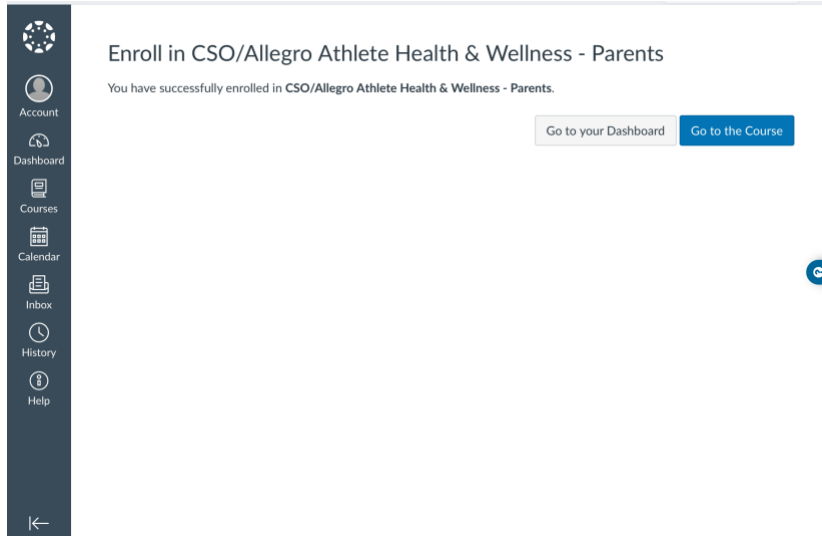 Enroll in CSO/Allegro Athlete Health & Wellness - Parents
You have successfully enrolled in CSO/Allegro Athlete Health & Wellness - Parents.
Go to your Dashboard
Go to the Course
Account
Dashboard
Courses
Calendar
Inbox
History
Help